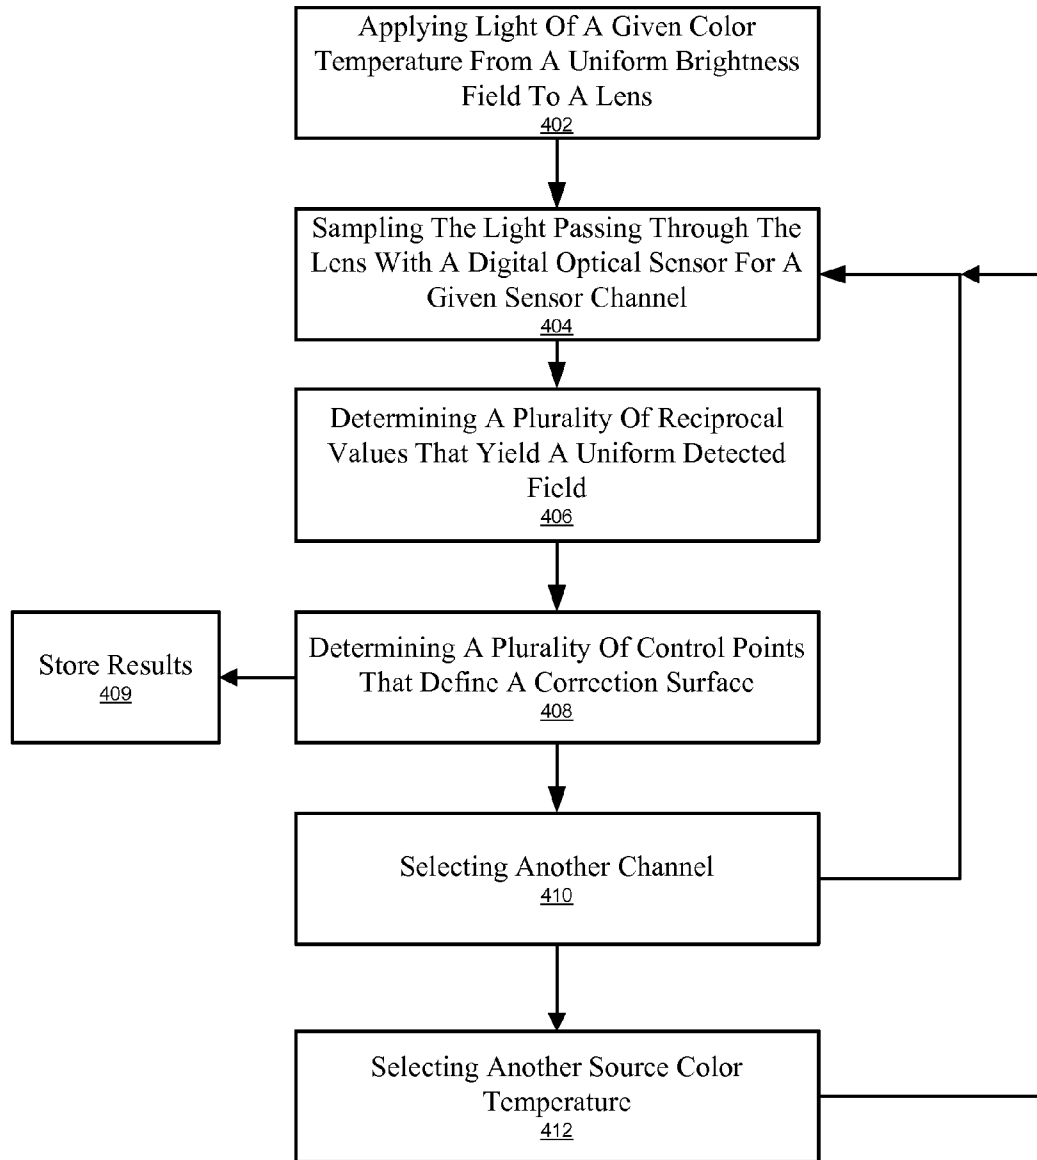 Applying Light Of A Given Color
Temperature From A Uniform Brightness
Field To A Lens
402
Sampling The Light Passing Through The
Lens With A Digital Optical Sensor For A
Given Sensor Channel
404
Determining A Plurality Of Reciprocal
Values That Yield A Uniform Detected
Field
406
Determining A Plurality Of Control Points
That Define A Correction Surface
408
Store Results
409
Selecting Another Channel
410
Selecting Another Source Color
Temperature
412